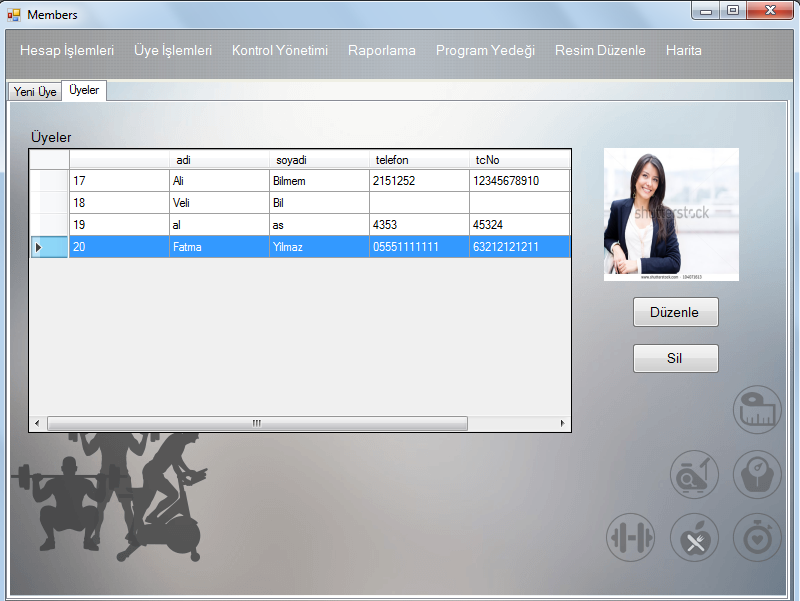 Members
Hesap İşlemleri Üye İşlemleri Kontrol Yönetimi Raporlama Program Yedeği Resim Düzenle Harita
Yeni Üye Üyeler
Üyeler
adi soyadi telefon tcNo
17 Ali Bilmem 2151252 12345678910
18 Veli Bil
19 al as 4353 45324
20 Fatma Yilmaz 05551111111 63212121211
shutterstock
Düzenle
Sil